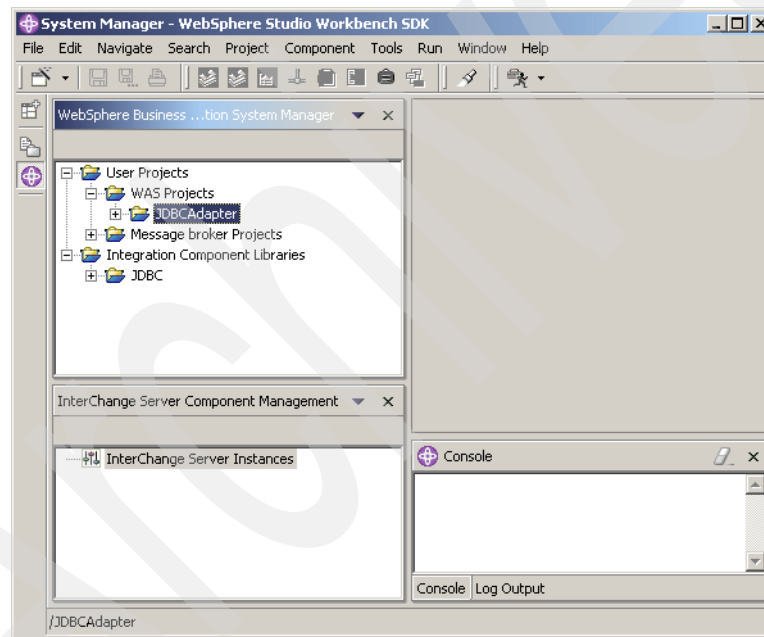 System Manager - WebSphere Studio Workbench SDK
File Edit Navigate Search Project Component Tools Run Window Help
WebSphere Business ...tion System Manager
User Projects
WAS Projects
JDBCAdapter
Message broker Projects
Integration Component Libraries
JDBC
InterChange Server Component Management
InterChange Server Instances
Console
Console Log Output
/JDBCAdapter